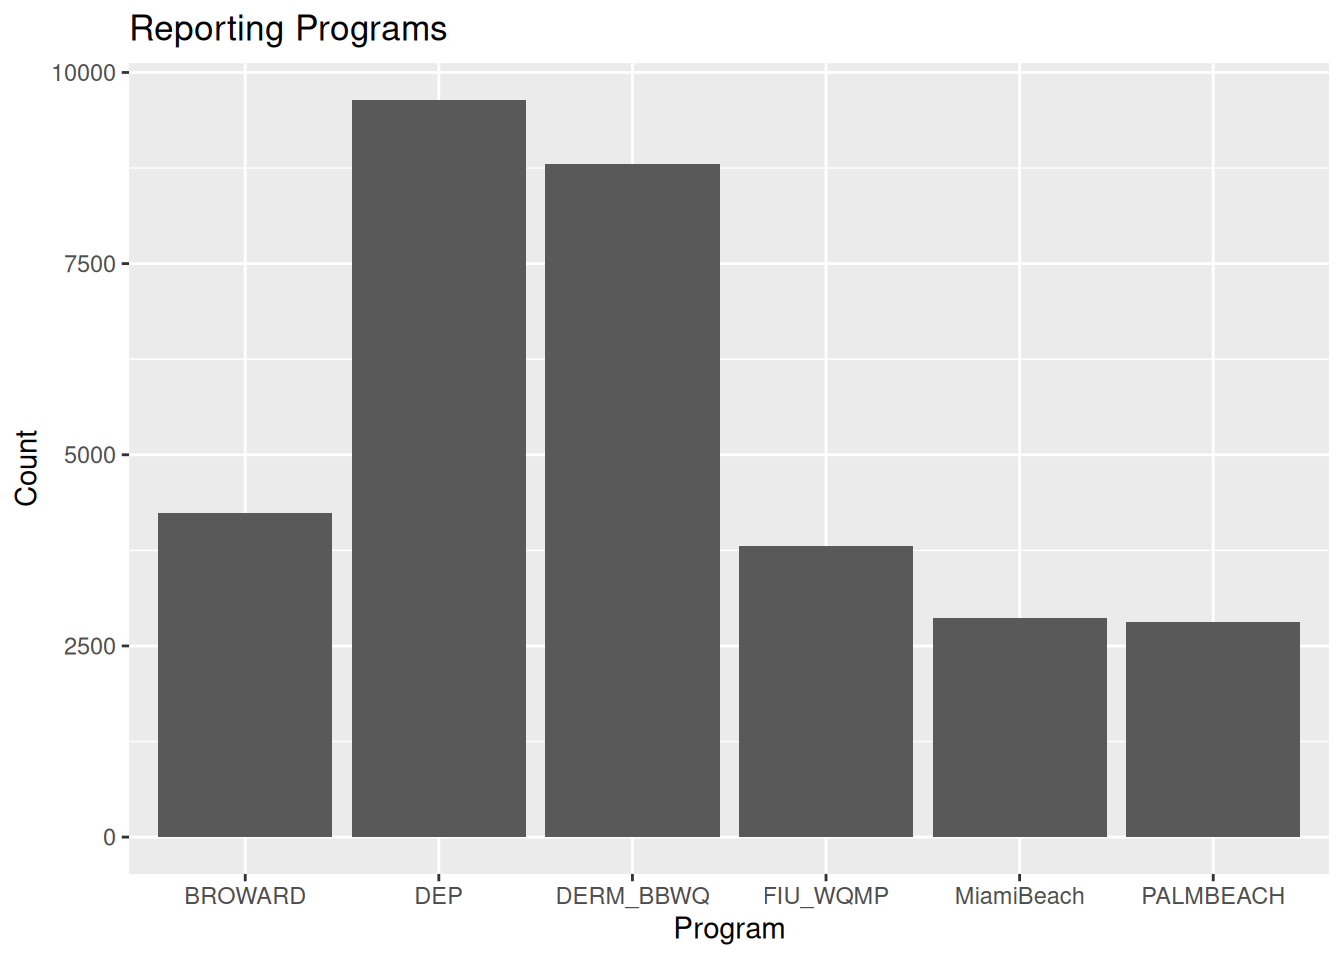 Reporting Programs
10000
7500
5000
2500
0
Count
BROWARD DEP DERM_BBWQ FIU_WQMP MiamiBeach PALMBEACH
Program